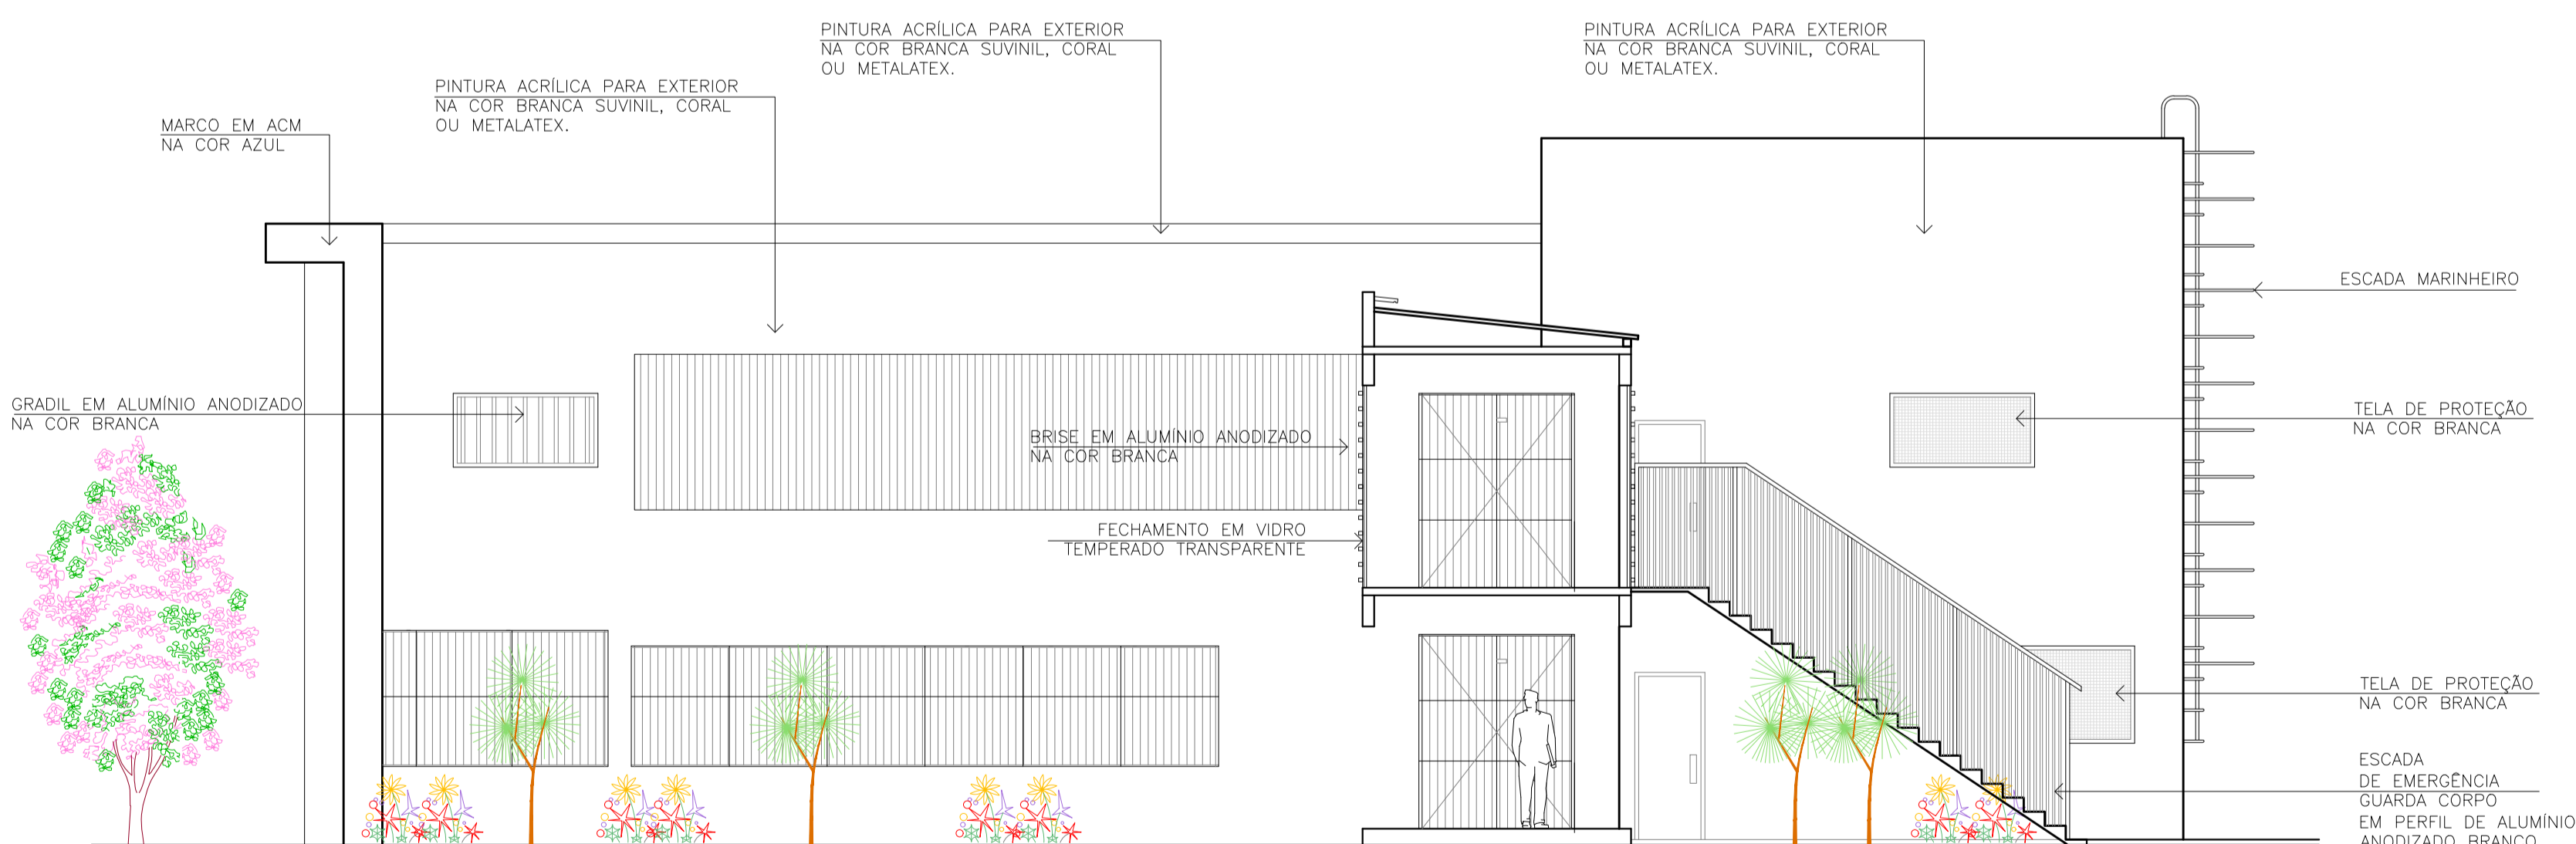 PINTURA ACRÍLICA PARA EXTERIOR
NA COR BRANCA SUVINIL, CORAL
OU METALATEX.
PINTURA ACRÍLICA PARA EXTERIOR
NA COR BRANCA SUVINIL, CORAL
OU METALATEX.
PINTURA ACRÍLICA PARA EXTERIOR
NA COR BRANCA SUVINIL, CORAL
OU METALATEX.
MARCO EM ACM
NA COR AZUL
ESCADA MARINHEIRO
GRADIL EM ALUMÍNIO ANODIZADO
NA COR BRANCA
BRISE EM ALUMÍNIO ANODIZADO
NA COR BRANCA
TELA DE PROTEÇÃO
NA COR BRANCA
FECHAMENTO EM VIDRO
TEMPERADO TRANSPARENTE
TELA DE PROTEÇÃO
NA COR BRANCA
ESCADA
DE EMERGÊNCIA
GUARDA CORPO
EM PERFIL DE ALUMÍNIO
ANODIZADO BRANCO